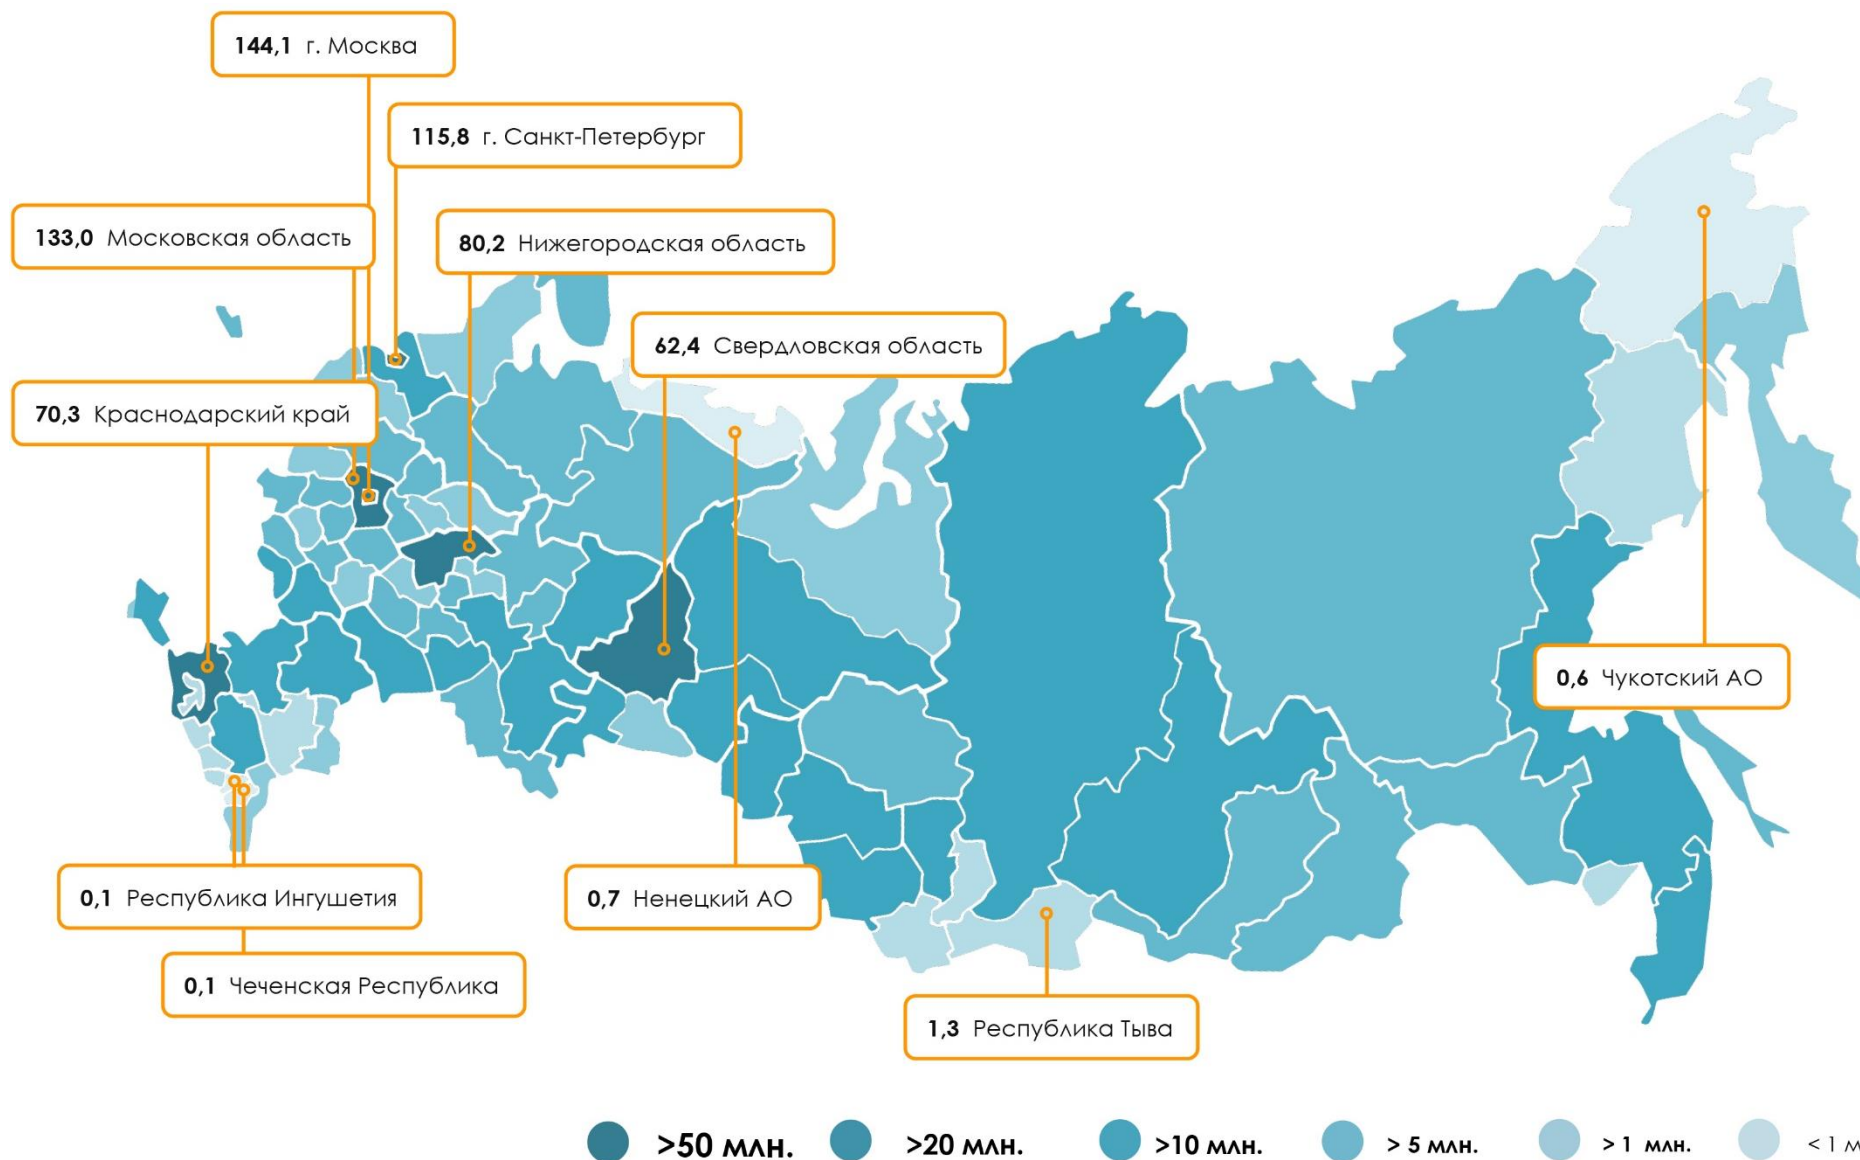 144,1 г. Москва
115,8 г. Санкт-Петербург
133,0 Московская область
80,2 Нижегородская область
62,4 Свердловская область
70,3 Краснодарский край
0,6 Чукотский АО
0,1 Республика Ингушетия
0,7 Ненецкий АО
0,1 Чеченская Республика
1,3 Республика Тыва
>50 млн. >20 млн. >10 млн. > 5 млн. > 1 млн. < 1 м